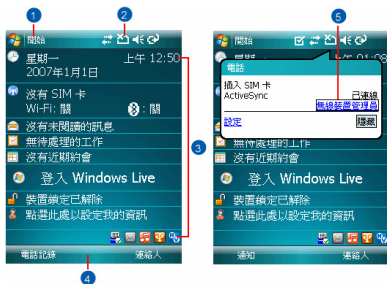 1
2
開始
星期一
上午 12:50
2007年1月1日
沒有 SIM 卡
Wi-Fi: 關
: 關
沒有未閱讀的訊息
無待處理的工作
沒有近期約會
登入 Windows Live
裝置鎖定已解除
點選此處以設定我的資訊
電話記錄
連絡人
3
4
5
開始
上午 01:08
電話
插入 SIM 卡
ActiveSync
已連線
無線裝置管理員
設定
隱藏
無待處理的工作
沒有近期約會
登入 Windows Live
裝置鎖定已解除
點選此處以設定我的資訊
通知
連絡人